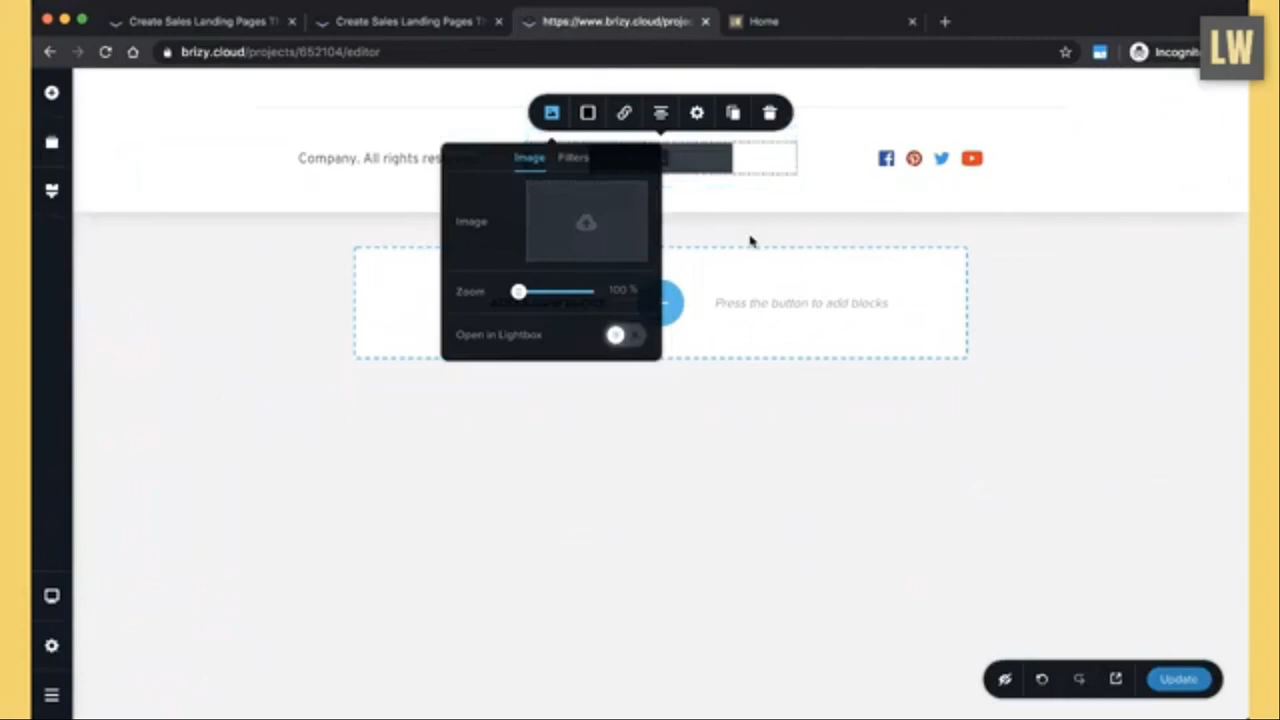 Create Sales Landing Pages T
Create Sales Landing Pages T
https://www.brizy.cloud/proje
Home
LW
brizy.cloud/projects/652104/editor
Incognit
Company. All rights res
Image
Filters
Image
Zoom
100 %
Press the button to add blocks
Open in Lightbox
Update